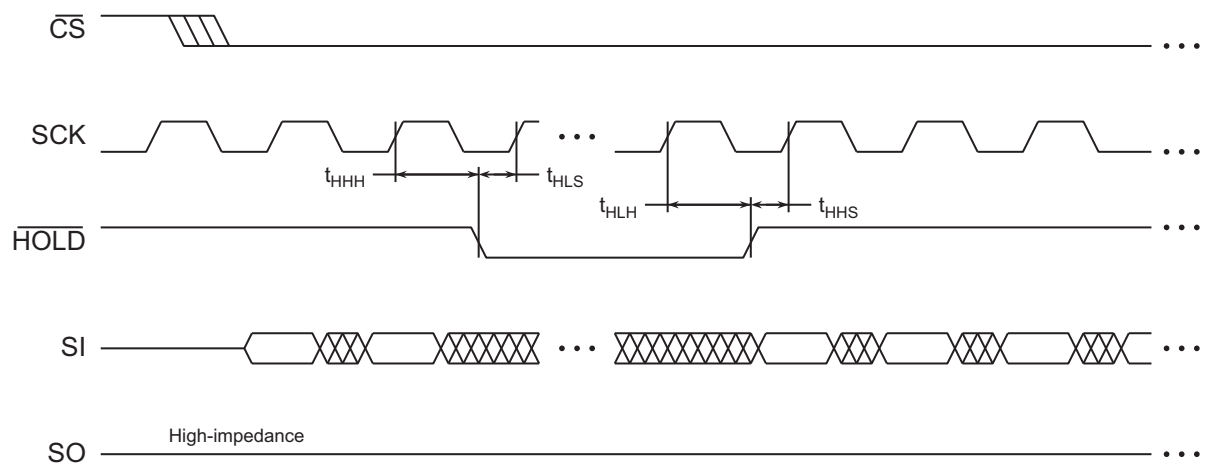 CS
SCK
tHHH
tHLS
tHLH
tHHS
HOLD
SI
High-impedance
SO